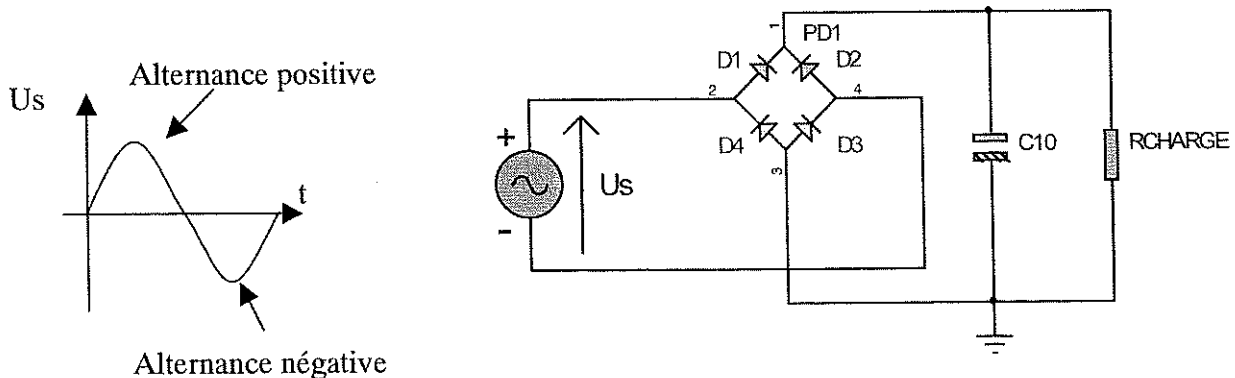 Alternance positive
Us
t
Alternance négative
1
PD1
D1
D2
2
4
D4
D3
3
+
Us
-
C10
RCHARGE